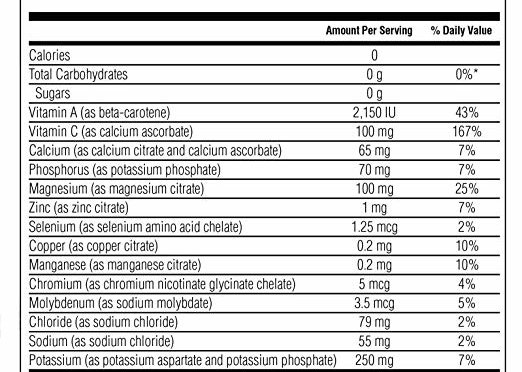 Amount Per Serving % Daily Value
Calories 0
Total Carbohydrates 0 g 0%*
Sugars 0 g
Vitamin A (as beta-carotene) 2,150 IU 43%
Vitamin C (as calcium ascorbate) 100 mg 167%
Calcium (as calcium citrate and calcium ascorbate) 65 mg 7%
Phosphorus (as potassium phosphate) 70 mg 7%
Magnesium (as magnesium citrate) 100 mg 25%
Zinc (as zinc citrate) 1 mg 7%
Selenium (as selenium amino acid chelate) 1.25 mcg 2%
Copper (as copper citrate) 0.2 mg 10%
Manganese (as manganese citrate) 0.2 mg 10%
Chromium (as chromium nicotinate glycinate chelate) 5 mcg 4%
Molybdenum (as sodium molybdate) 3.5 mcg 5%
Chloride (as sodium chloride) 79 mg 2%
Sodium (as sodium chloride) 55 mg 2%
Potassium (as potassium aspartate and potassium phosphate) 250 mg 7%